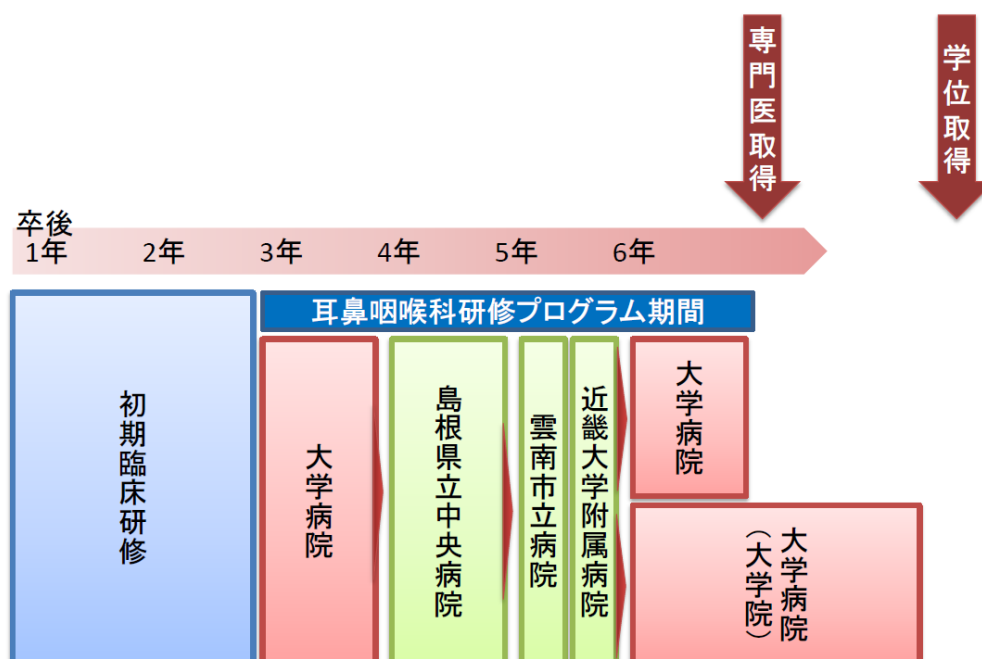 専門医取得
学位取得
卒後
1年 2年 3年 4年 5年 6年
耳鼻咽喉科研修プログラム期間
初期臨床研修
大学病院
島根県立中央病院
雲南市立病院
近畿大学附属病院
大学病院
大学病院
（大学院）